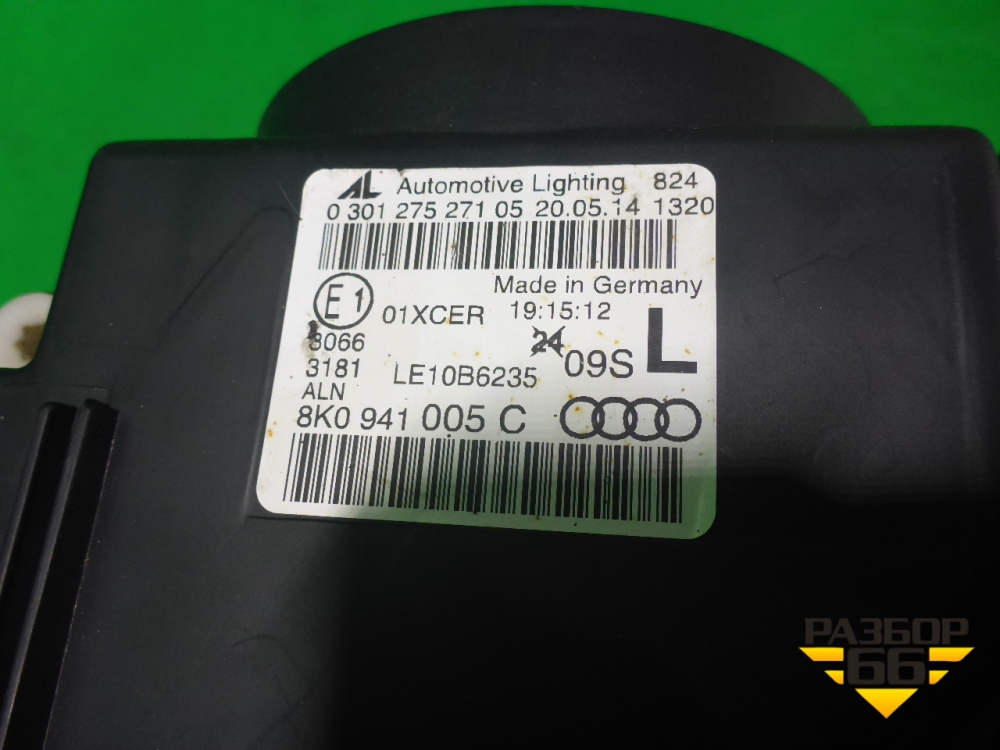 AL Automotive Lighting 824
0 301 275 271 05 20.05.14 1320
Made in Germany
E1 01XCER 19:15:12
8066 24 09S L
3181 LE10B6235
ALN
8K0 941 005 C
РАЗБОР
66